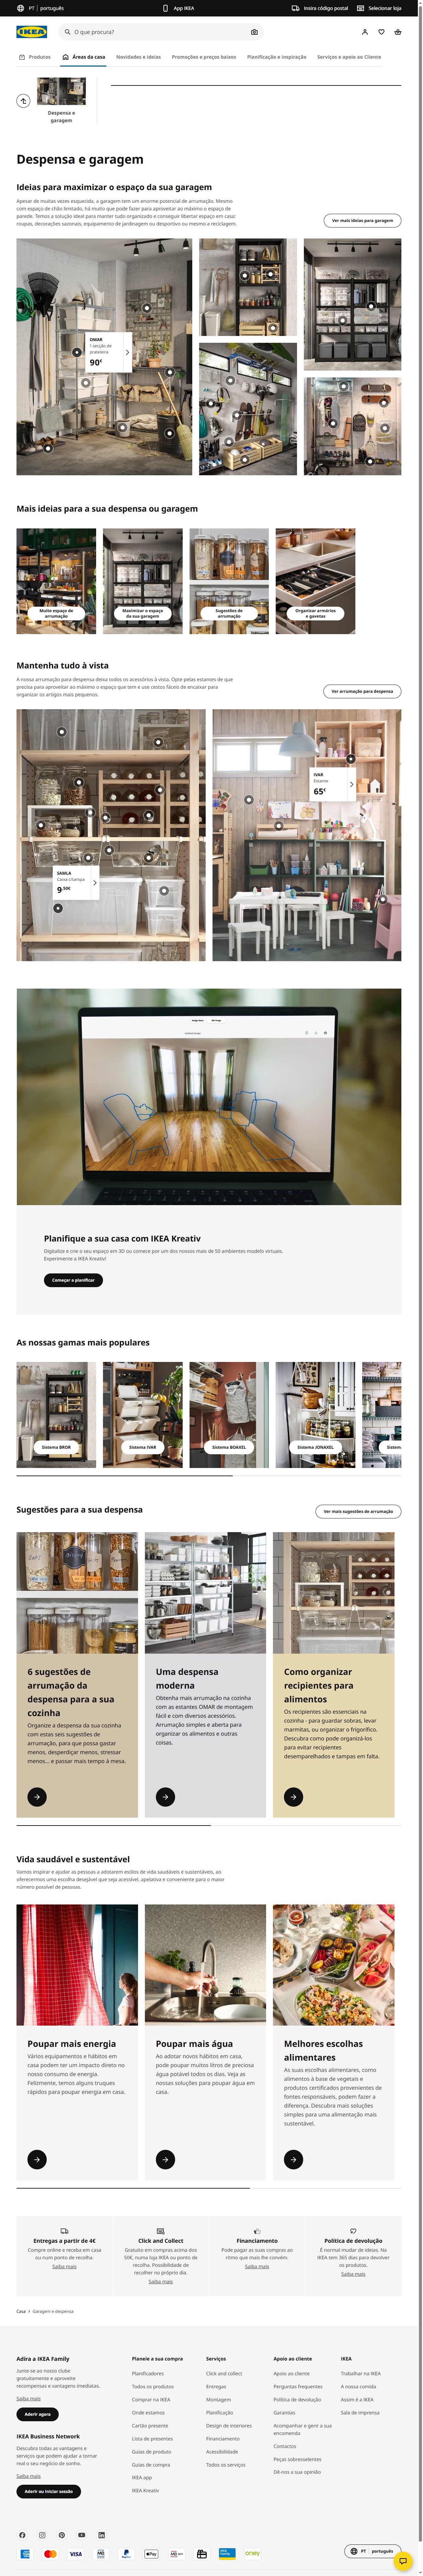 PT | português
App IKEA
Insira código postal
Selecionar loja
IKEA
O que procura?
Produtos
Áreas da casa
Novidades e ideias
Promoções e preços baixos
Planificação e inspiração
Serviços e apoio ao Cliente
Despensa e
garagem
Despensa e garagem
Ideias para maximizar o espaço da sua garagem
Apesar de muitas vezes esquecida, a garagem tem um enorme potencial de arrumação. Mesmo
com espaço de chão limitado, há muito que pode fazer para aproveitar ao máximo o espaço de
parede. Temos a solução ideal para manter tudo organizado e conseguir libertar espaço em casa:
roupas, decorações sazonais, equipamento de jardinagem ou desportivo ou mesmo a reciclagem.
Ver mais ideias para garagem
OMAR
1 secção de
prateleira
90€
Mais ideias para a sua despensa ou garagem
Muito espaço de
arrumação
Maximizar o espaço
da sua garagem
Sugestões de
arrumação
Organizar armários
e gavetas
Mantenha tudo à vista
A nossa arrumação para despensa deixa todos os acessórios à vista. Opte pelas estantes de que
precisa para aproveitar ao máximo o espaço que tem e use cestos fáceis de encaixar para
organizar os artigos mais pequenos.
Ver arrumação para despensa
SAMLA
Caixa c/tampa
9,50€
IVAR
Estante
65€
Planifique a sua casa com IKEA Kreativ
Digitalize e crie o seu espaço em 3D ou comece por um dos nossos mais de 50 ambientes modelo virtuais.
Experimente a IKEA Kreativ!
Começar a planificar
As nossas gamas mais populares
Sistema BROR
Sistema IVAR
Sistema BOAXEL
Sistema JONAXEL
Sistem
Sugestões para a sua despensa
Ver mais sugestões de arrumação
6 sugestões de
arrumação da
despensa para a sua
cozinha
Organize a despensa da sua cozinha
com estas seis sugestões de
arrumação, para que possa gastar
menos, desperdiçar menos, stressar
menos... e passar mais tempo à mesa.
Uma despensa
moderna
Obtenha mais arrumação na cozinha
com as estantes OMAR de montagem
fácil e com diversos acessórios.
Arrumação simples e aberta para
organizar os alimentos e outras
coisas.
Como organizar
recipientes para
alimentos
Os recipientes são essenciais na
cozinha - para guardar sobras, levar
marmitas, ou organizar o frigorífico.
Descubra como pode organizá-los
para evitar recipientes
desemparelhados e tampas em falta.
Vida saudável e sustentável
Vamos inspirar e ajudar as pessoas a adotarem estilos de vida saudáveis e sustentáveis, ao
oferecermos uma escolha desejável que seja acessível, apelativa e conveniente para o maior
número possível de pessoas.
Poupar mais energia
Vários equipamentos e hábitos em
casa podem ter um impacto direto no
nosso consumo de energia.
Felizmente, temos alguns truques
rápidos para poupar energia em casa.
Poupar mais água
Ao adotar novos hábitos em casa,
pode poupar muitos litros de preciosa
água potável todos os dias. Veja as
nossas soluções para poupar água em
casa.
Melhores escolhas
alimentares
As suas escolhas alimentares, como
alimentos à base de vegetais e
produtos certificados provenientes de
fontes responsáveis, podem fazer a
diferença. Descubra mais soluções
simples para uma alimentação mais
sustentável.
Entregas a partir de 4€
Compre online e receba em casa
ou num ponto de recolha.
Saiba mais
Click and Collect
Gratuito em compras acima dos
50€, numa loja IKEA ou ponto de
recolha. Possibilidade de
recolher no próprio dia.
Saiba mais
Financiamento
Pode pagar as suas compras ao
ritmo que mais lhe convém.
Saiba mais
Política de devolução
É normal mudar de ideias. Na
IKEA tem 365 dias para devolver
os produtos.
Saiba mais
Casa > Garagem e despensa
Adira a IKEA Family
Junte-se ao nosso clube
gratuitamente e aproveite
recompensas e vantagens imediatas.
Saiba mais
Aderir agora
IKEA Business Network
Descubra todas as vantagens e
serviços que podem ajudar a tornar
real o seu negócio de sonho.
Saiba mais
Aderir ou iniciar sessão
Planeie a sua compra
Planificadores
Todos os produtos
Comprar na IKEA
Onde estamos
Cartão presente
Lista de presentes
Guias de produto
Guias de compra
IKEA app
IKEA Kreativ
Serviços
Click and collect
Entregas
Montagem
Planificação
Design de interiores
Financiamento
Acessibilidade
Todos os serviços
Apoio ao cliente
Apoio ao cliente
Perguntas frequentes
Política de devolução
Garantias
Acompanhar e gerir a sua
encomenda
Contactos
Peças sobresselentes
Dê-nos a sua opinião
IKEA
Trabalhar na IKEA
A nossa comida
Assim é a IKEA
Sala de imprensa
VISA
PayPal
Pay
oney
PT | português